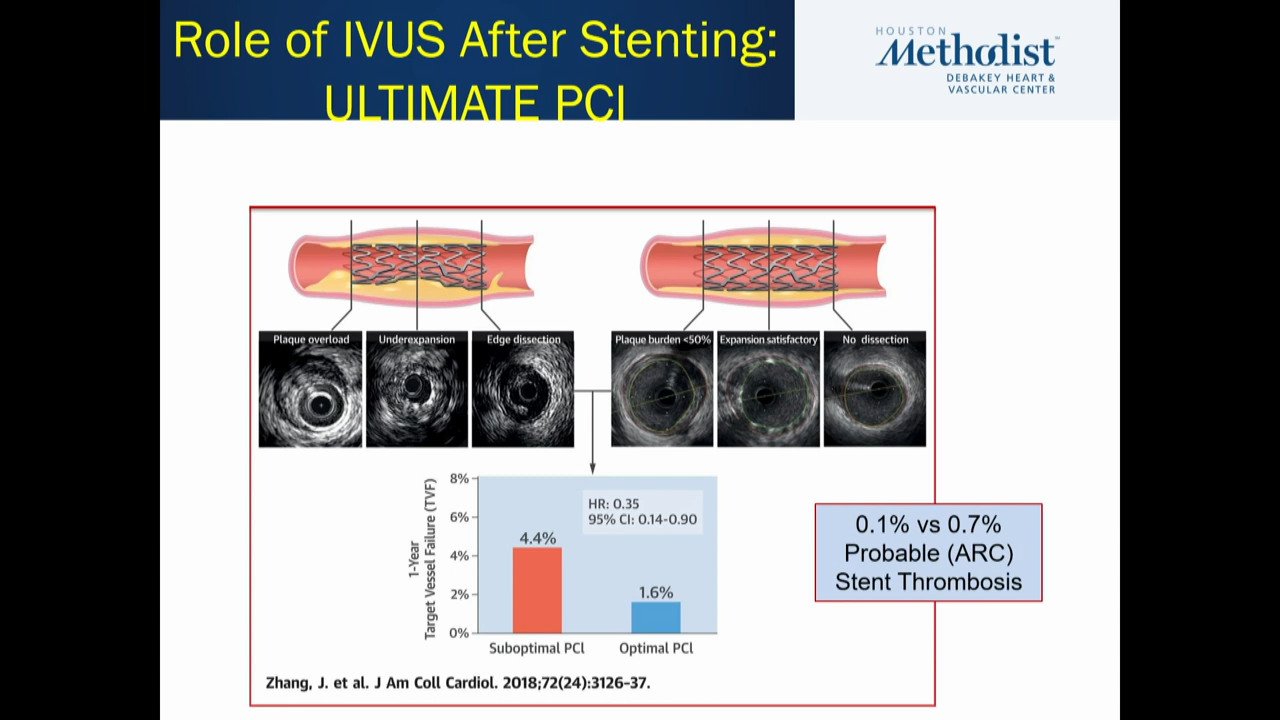 Role of IVUS After Stenting:
ULTIMATE PCI
HOUSTON
Methodist
DEBAKEY HEART &
VASCULAR CENTER
Plaque overload
Underexpansion
Edge dissection
Plaque burden <50%
Expansion satisfactory
No dissection
1-Year
Target Vessel Failure (TVF)
8%
6%
4%
2%
0%
HR: 0.35
95% CI: 0.14-0.90
4.4%
1.6%
Suboptimal PCI
Optimal PCI
0.1% vs 0.7%
Probable (ARC)
Stent Thrombosis
Zhang, J. et al. J Am Coll Cardiol. 2018;72(24):3126–37.